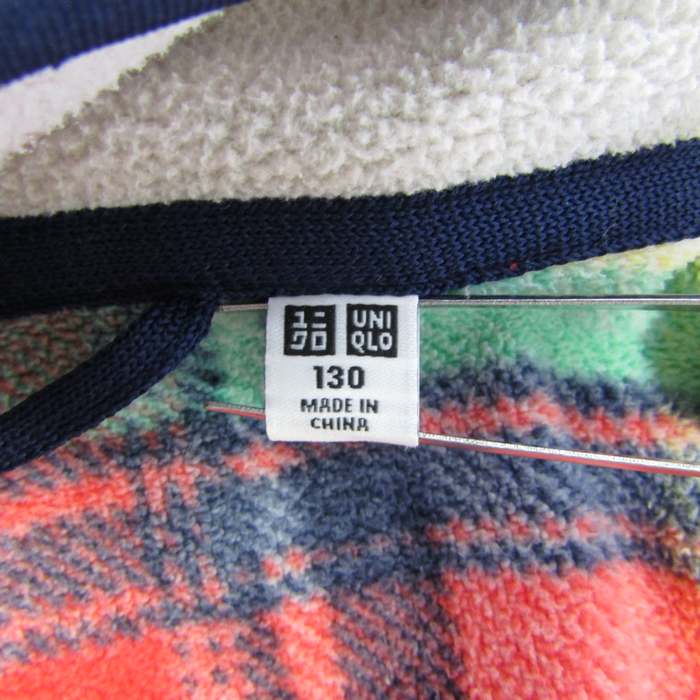 ユニ UNI
クロ QLO
130
MADE IN
CHINA